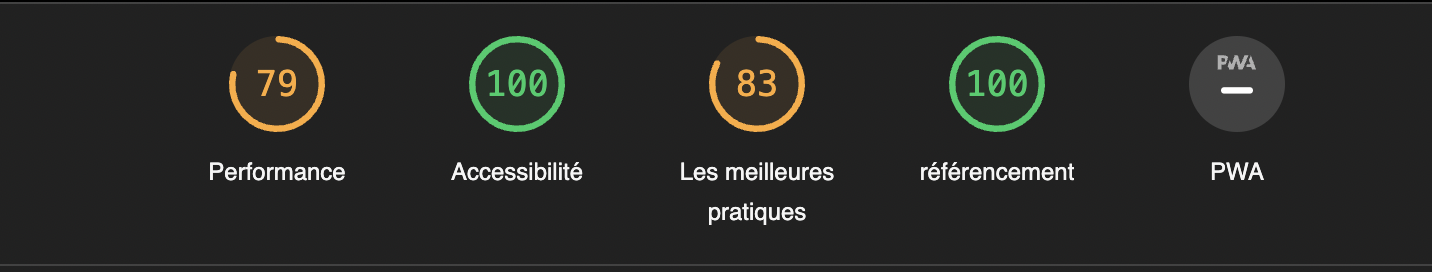 79
100
83
100
PWA
Performance
Accessibilité
Les meilleures
pratiques
référencement
PWA